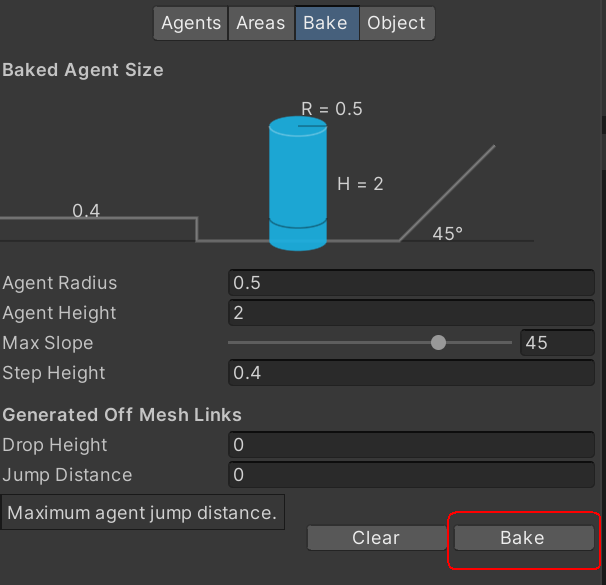 Agents Areas Bake Object
Baked Agent Size
R = 0.5
H = 2
0.4
45°
Agent Radius 0.5
Agent Height 2
Max Slope 45
Step Height 0.4
Generated Off Mesh Links
Drop Height 0
Jump Distance 0
Maximum agent jump distance.
Clear Bake